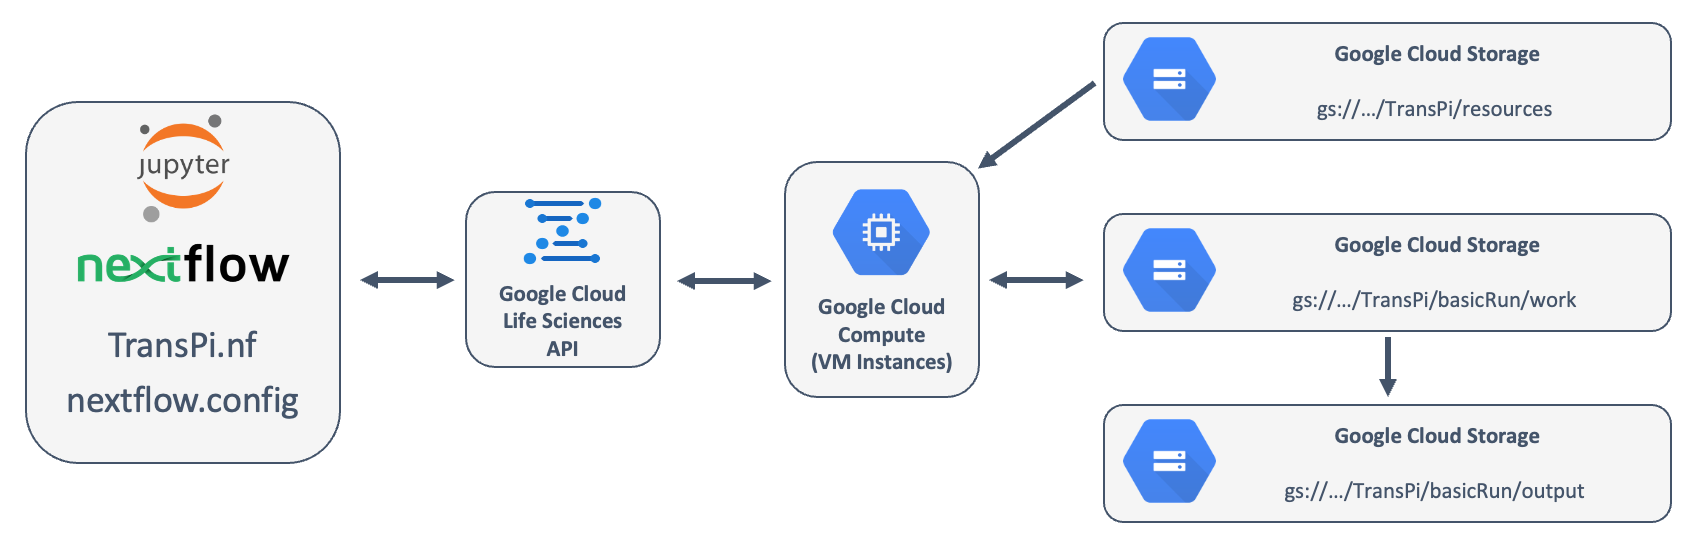 jupyter
nextflow
TransPi.nf
nextflow.config
Google Cloud
Life Sciences
API
Google Cloud
Compute
(VM Instances)
Google Cloud Storage
gs://.../TransPi/resources
Google Cloud Storage
gs://.../TransPi/basicRun/work
Google Cloud Storage
gs://.../TransPi/basicRun/output